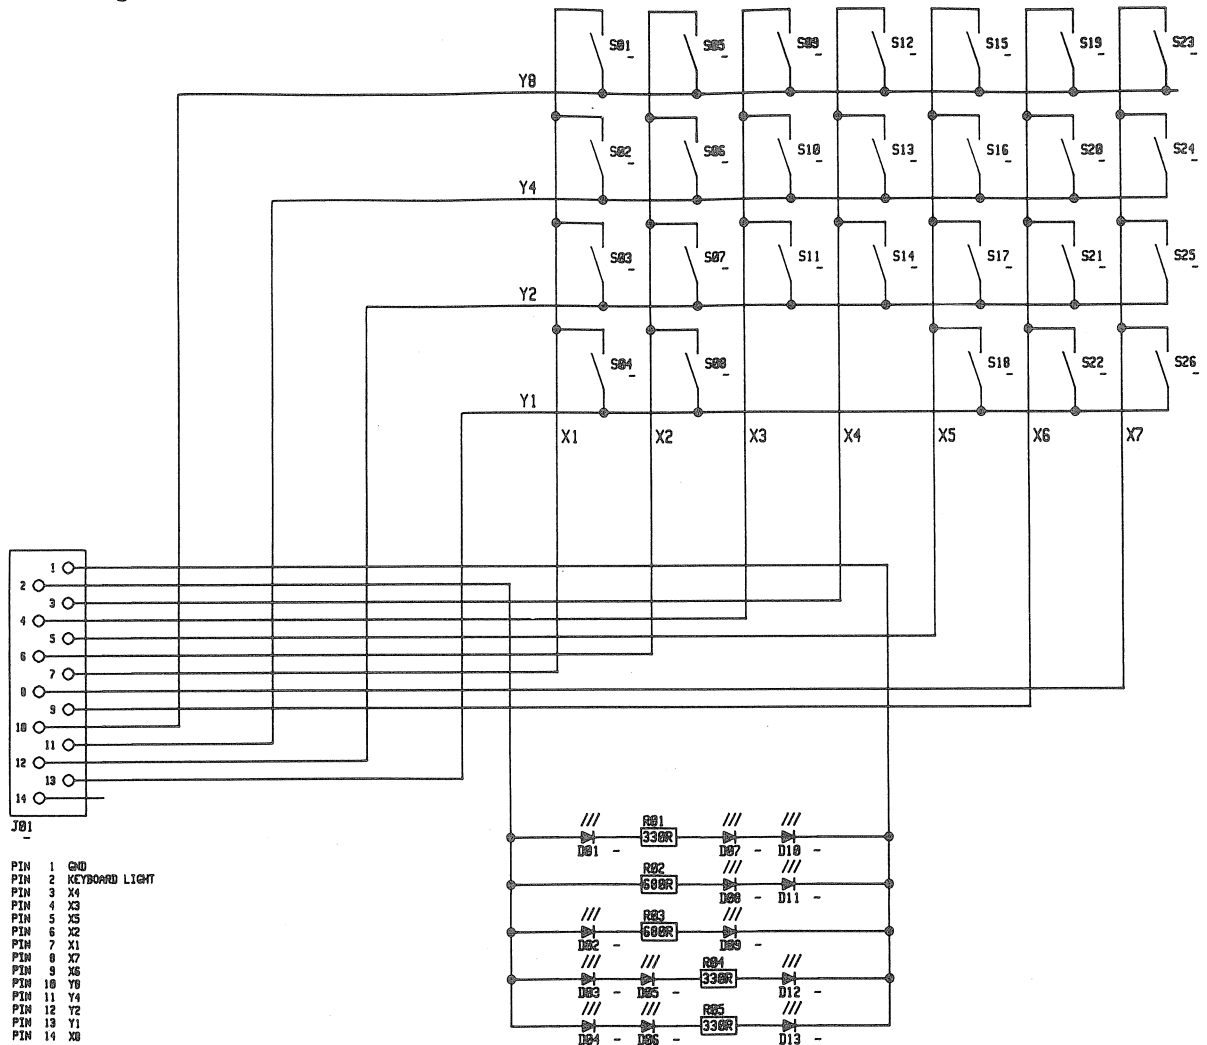 S01 S05 S09 S12 S15 S19 S23
Y8
S02 S06 S10 S13 S16 S20 S24
Y4
S03 S07 S11 S14 S17 S21 S25
Y2
S04 S08 S18 S22 S26
Y1
X1 X2 X3 X4 X5 X6 X7
1
2
3
4
5
6
7
8
9
10
11
12
13
14
J01
R01
330R
D01 - D07 - D10 -
R02
680R
D08 - D11 -
R03
680R
D02 - D09 -
R04
330R
D03 - D05 - D12 -
R05
330R
D04 - D06 - D13 -
PIN 1 GND
PIN 2 KEYBOARD LIGHT
PIN 3 X4
PIN 4 X3
PIN 5 X5
PIN 6 X2
PIN 7 X1
PIN 8 X7
PIN 9 X6
PIN 10 Y8
PIN 11 Y4
PIN 12 Y2
PIN 13 Y1
PIN 14 X8